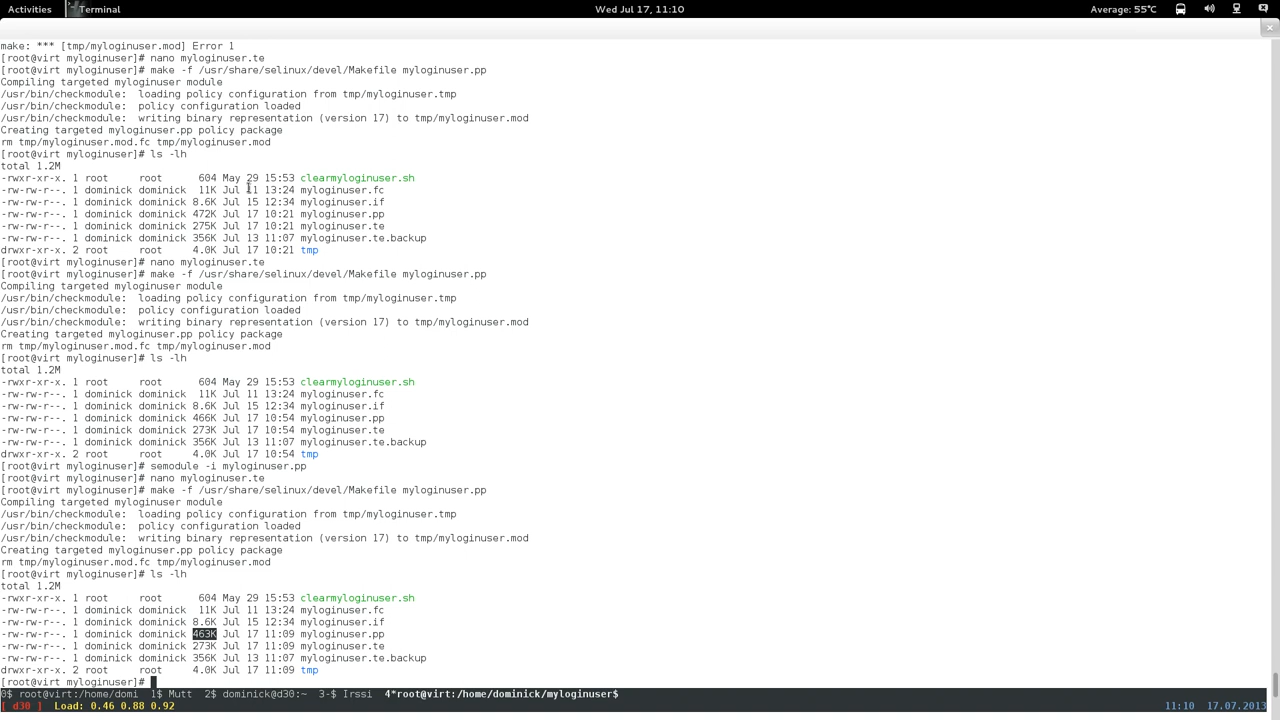 Activities Terminal Wed Jul 17, 11:10 Average: 55°C
make: *** [tmp/myloginuser.mod] Error 1
[root@virt myloginuser]# nano myloginuser.te
[root@virt myloginuser]# make -f /usr/share/selinux/devel/Makefile myloginuser.pp
Compiling targeted myloginuser module
/usr/bin/checkmodule:  loading policy configuration from tmp/myloginuser.tmp
/usr/bin/checkmodule:  policy configuration loaded
/usr/bin/checkmodule:  writing binary representation (version 17) to tmp/myloginuser.mod
Creating targeted myloginuser.pp policy package
rm tmp/myloginuser.mod.fc tmp/myloginuser.mod
[root@virt myloginuser]# ls -lh
total 1.2M
-rwxr-xr-x. 1 root     root      604 May 29 15:53 clearmyloginuser.sh
-rw-rw-r--. 1 dominick dominick  11K Jul 11 13:24 myloginuser.fc
-rw-rw-r--. 1 dominick dominick 8.6K Jul 15 12:34 myloginuser.if
-rw-rw-r--. 1 dominick dominick 472K Jul 17 10:21 myloginuser.pp
-rw-rw-r--. 1 dominick dominick 275K Jul 17 10:21 myloginuser.te
-rw-rw-r--. 1 dominick dominick 356K Jul 13 11:07 myloginuser.te.backup
drwxr-xr-x. 2 root     root     4.0K Jul 17 10:21 tmp
[root@virt myloginuser]# nano myloginuser.te
[root@virt myloginuser]# make -f /usr/share/selinux/devel/Makefile myloginuser.pp
Compiling targeted myloginuser module
/usr/bin/checkmodule:  loading policy configuration from tmp/myloginuser.tmp
/usr/bin/checkmodule:  policy configuration loaded
/usr/bin/checkmodule:  writing binary representation (version 17) to tmp/myloginuser.mod
Creating targeted myloginuser.pp policy package
rm tmp/myloginuser.mod.fc tmp/myloginuser.mod
[root@virt myloginuser]# ls -lh
total 1.2M
-rwxr-xr-x. 1 root     root      604 May 29 15:53 clearmyloginuser.sh
-rw-rw-r--. 1 dominick dominick  11K Jul 11 13:24 myloginuser.fc
-rw-rw-r--. 1 dominick dominick 8.6K Jul 15 12:34 myloginuser.if
-rw-rw-r--. 1 dominick dominick 466K Jul 17 10:54 myloginuser.pp
-rw-rw-r--. 1 dominick dominick 273K Jul 17 10:54 myloginuser.te
-rw-rw-r--. 1 dominick dominick 356K Jul 13 11:07 myloginuser.te.backup
drwxr-xr-x. 2 root     root     4.0K Jul 17 10:54 tmp
[root@virt myloginuser]# semodule -i myloginuser.pp
[root@virt myloginuser]# nano myloginuser.te
[root@virt myloginuser]# make -f /usr/share/selinux/devel/Makefile myloginuser.pp
Compiling targeted myloginuser module
/usr/bin/checkmodule:  loading policy configuration from tmp/myloginuser.tmp
/usr/bin/checkmodule:  policy configuration loaded
/usr/bin/checkmodule:  writing binary representation (version 17) to tmp/myloginuser.mod
Creating targeted myloginuser.pp policy package
rm tmp/myloginuser.mod.fc tmp/myloginuser.mod
[root@virt myloginuser]# ls -lh
total 1.2M
-rwxr-xr-x. 1 root     root      604 May 29 15:53 clearmyloginuser.sh
-rw-rw-r--. 1 dominick dominick  11K Jul 11 13:24 myloginuser.fc
-rw-rw-r--. 1 dominick dominick 8.6K Jul 15 12:34 myloginuser.if
-rw-rw-r--. 1 dominick dominick 463K Jul 17 11:09 myloginuser.pp
-rw-rw-r--. 1 dominick dominick 273K Jul 17 11:09 myloginuser.te
-rw-rw-r--. 1 dominick dominick 356K Jul 13 11:07 myloginuser.te.backup
drwxr-xr-x. 2 root     root     4.0K Jul 17 11:09 tmp
[root@virt myloginuser]#
0$ root@virt:/home/domi  1$ Mutt  2$ dominick@d30:~  3-$ Irssi  4*root@virt:/home/dominick/myloginuser$
[ d30 ] Load: 0.46 0.88 0.92 11:10 17.07.2013